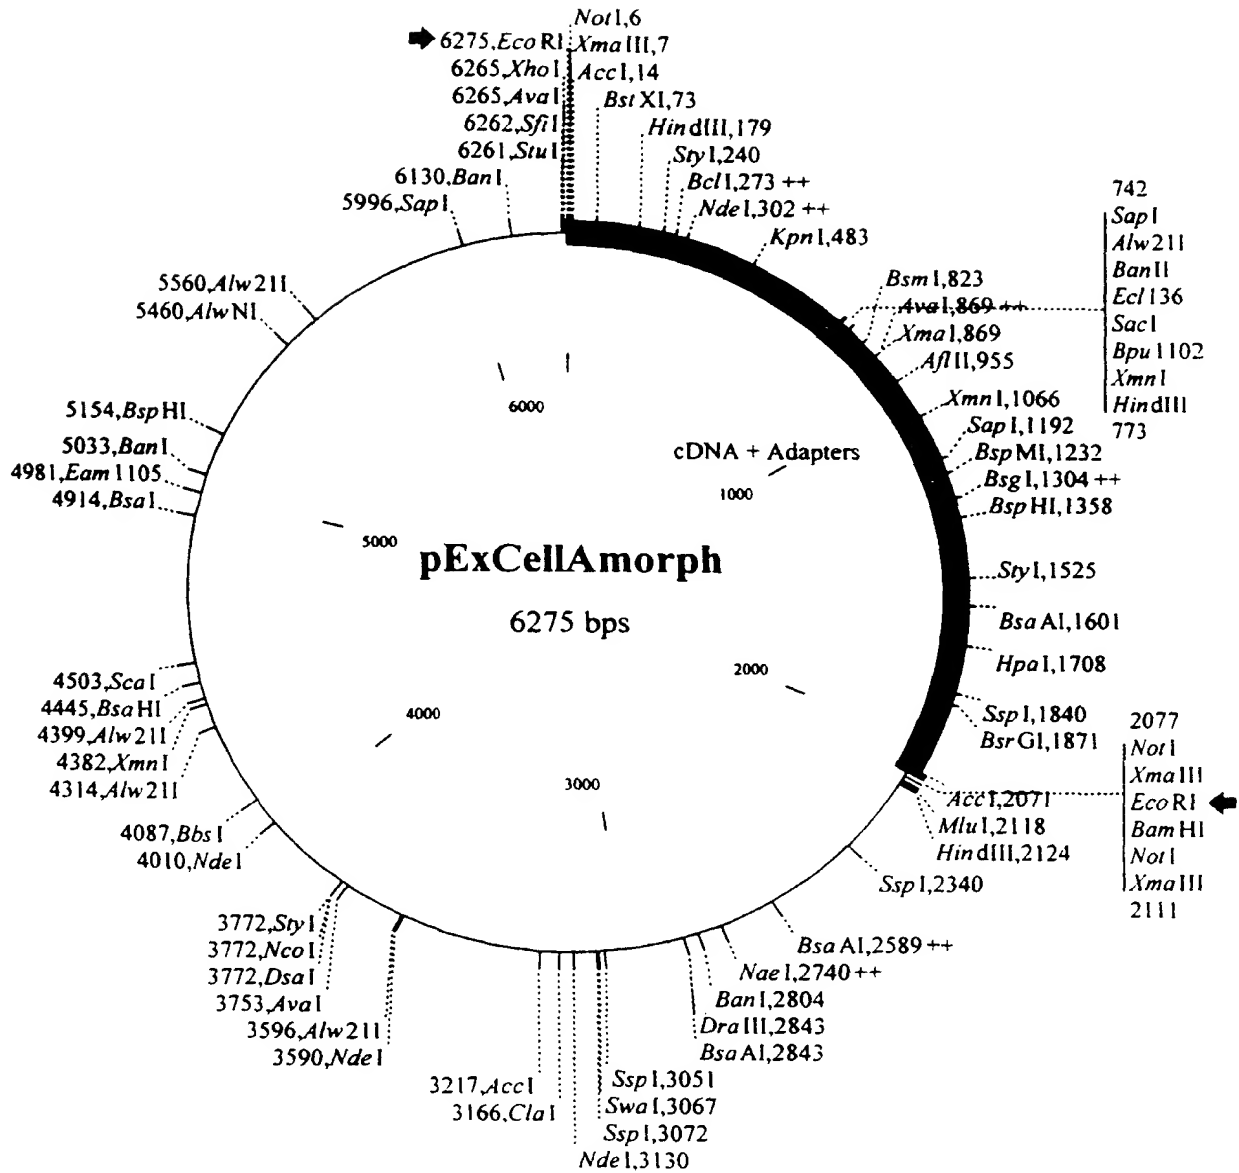 NotI,6
6275,EcoRI
XmaIII,7
6265,XhoI
AccI,14
6265,AvaI
BstXI,73
6262,SfiI
HindIII,179
6261,StuI
StyI,240
6130,BanI
BclI,273 ++
5996,SapI
NdeI,302 ++
KpnI,483
742
SapI
Alw21I
BanII
Ecl136
SacI
Bpu1102
XmnI
HindIII
773
BsmI,823
AvaI,869 ++
XmaI,869
AflII,955
XmnI,1066
SapI,1192
BspMI,1232
BsgI,1304 ++
BspHI,1358
StyI,1525
BsaAI,1601
HpaI,1708
SspI,1840
BsrGI,1871
AccI,2071
MluI,2118
HindIII,2124
2077
NotI
XmaIII
EcoRI
BamHI
NotI
XmaIII
2111
SspI,2340
BsaAI,2589 ++
NaeI,2740 ++
BanI,2804
DraIII,2843
BsaAI,2843
SspI,3051
SwaI,3067
SspI,3072
NdeI,3130
3166,ClaI
3217,AccI
3590,NdeI
3596,Alw21I
3753,AvaI
3772,DsaI
3772,NcoI
3772,StyI
4010,NdeI
4087,BbsI
4314,Alw21I
4382,XmnI
4399,Alw21I
4445,BsaHI
4503,ScaI
4914,BsaI
4981,Eam1105
5033,BanI
5154,BspHI
5460,AlwNI
5560,Alw21I
6000
cDNA + Adapters
1000
5000
pExCellAmorph
6275 bps
2000
4000
3000